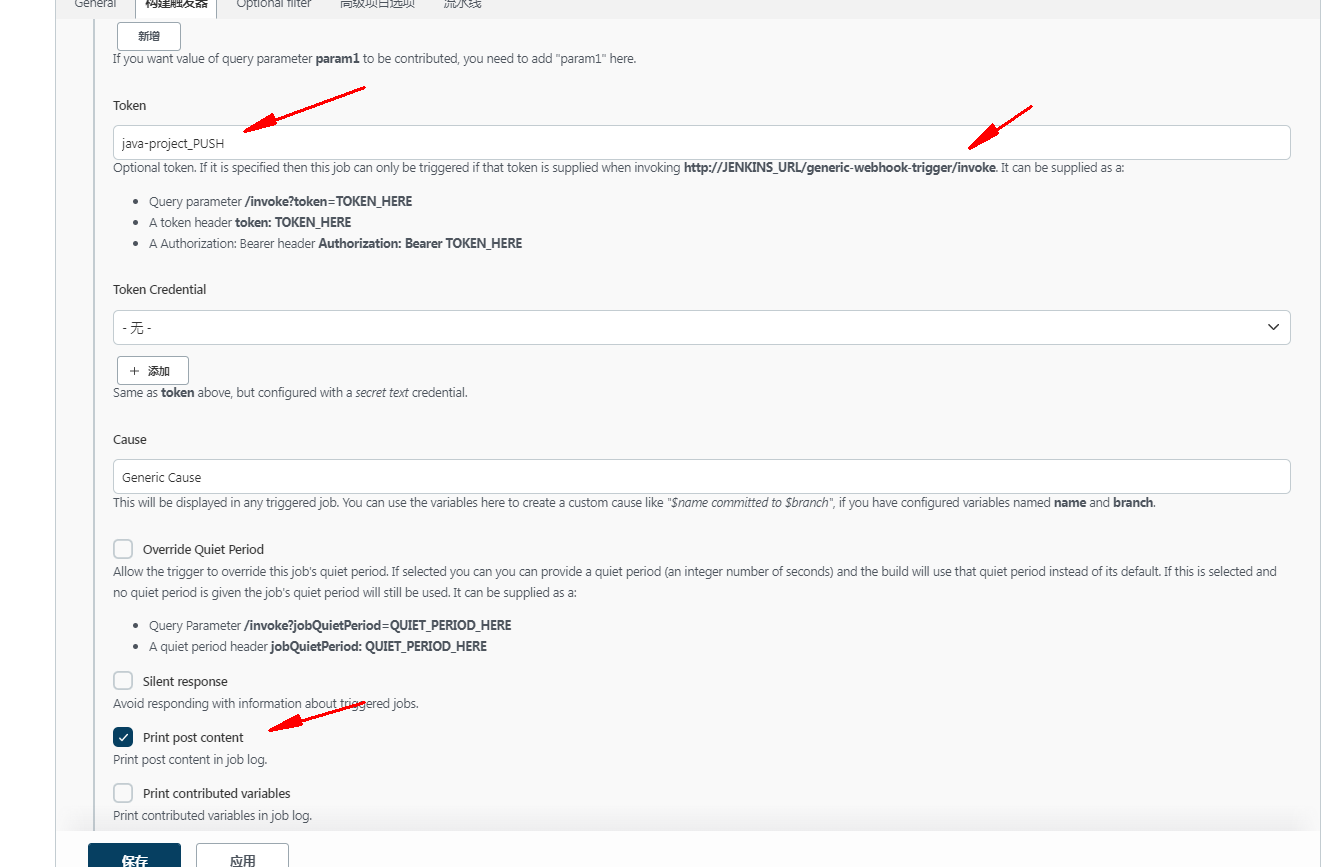 General 构建触发器 Optional filter 高级项目选项 流水线
新增
If you want value of query parameter param1 to be contributed, you need to add "param1" here.
Token
java-project_PUSH
Optional token. If it is specified then this job can only be triggered if that token is supplied when invoking http://JENKINS_URL/generic-webhook-trigger/invoke. It can be supplied as a:
Query parameter /invoke?token=TOKEN_HERE
A token header token: TOKEN_HERE
A Authorization: Bearer header Authorization: Bearer TOKEN_HERE
Token Credential
- 无 -
+ 添加
Same as token above, but configured with a secret text credential.
Cause
Generic Cause
This will be displayed in any triggered job. You can use the variables here to create a custom cause like "$name committed to $branch", if you have configured variables named name and branch.
Override Quiet Period
Allow the trigger to override this job's quiet period. If selected you can you can provide a quiet period (an integer number of seconds) and the build will use that quiet period instead of its default. If this is selected and
no quiet period is given the job's quiet period will still be used. It can be supplied as a:
Query Parameter /invoke?jobQuietPeriod=QUIET_PERIOD_HERE
A quiet period header jobQuietPeriod: QUIET_PERIOD_HERE
Silent response
Avoid responding with information about triggered jobs.
Print post content
Print post content in job log.
Print contributed variables
Print contributed variables in job log.
保存 应用